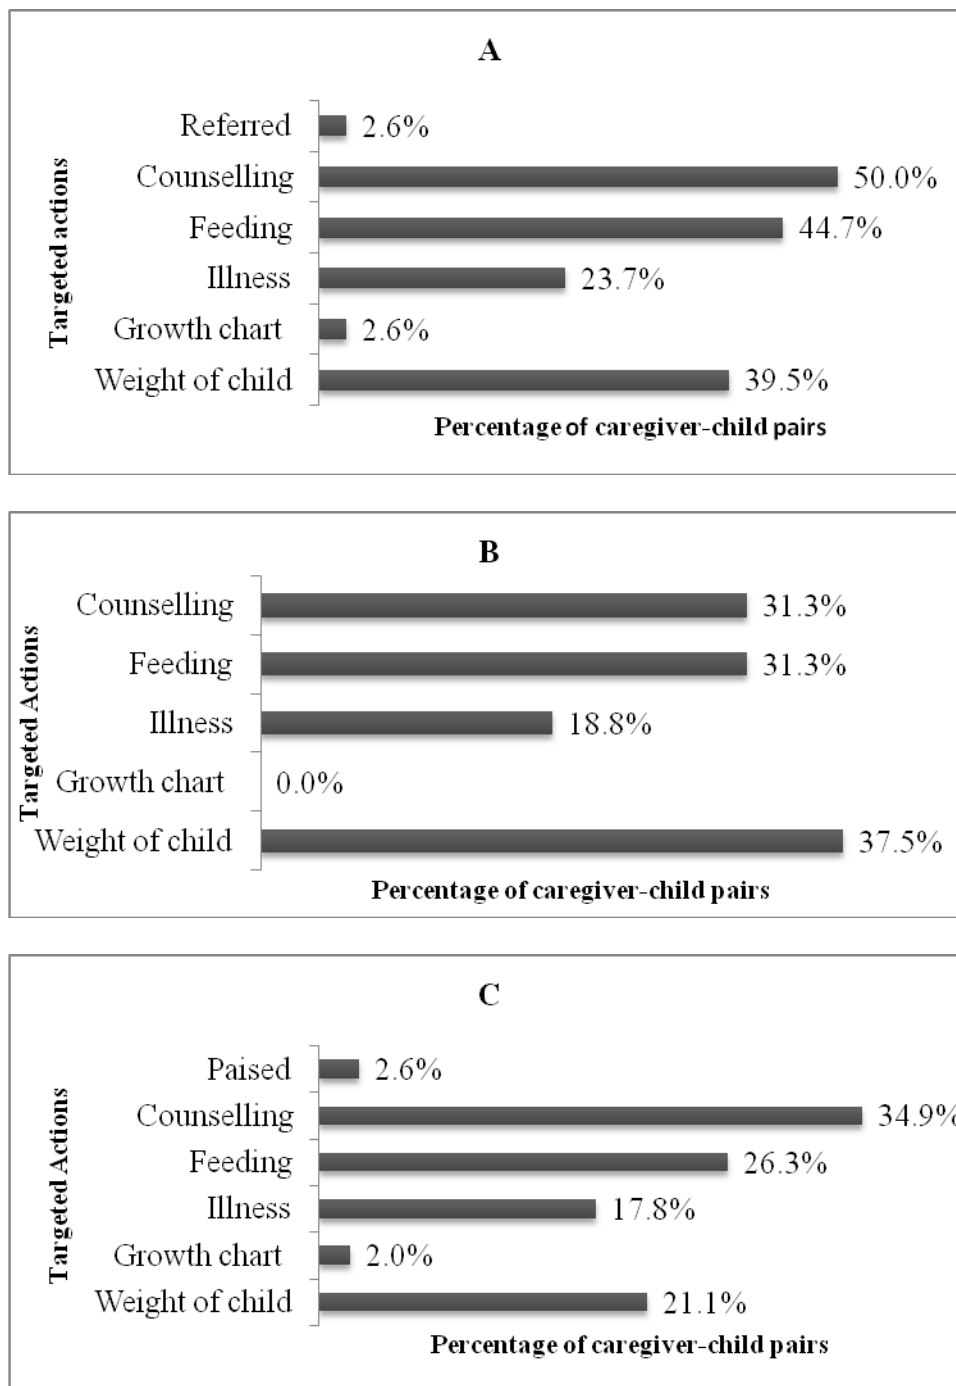 A
Targeted actions
Referred 2.6%
Counselling 50.0%
Feeding 44.7%
Illness 23.7%
Growth chart 2.6%
Weight of child 39.5%
Percentage of caregiver-child pairs
B
Targeted Actions
Counselling 31.3%
Feeding 31.3%
Illness 18.8%
Growth chart 0.0%
Weight of child 37.5%
Percentage of caregiver-child pairs
C
Targeted Actions
Paised 2.6%
Counselling 34.9%
Feeding 26.3%
Illness 17.8%
Growth chart 2.0%
Weight of child 21.1%
Percentage of caregiver-child pairs